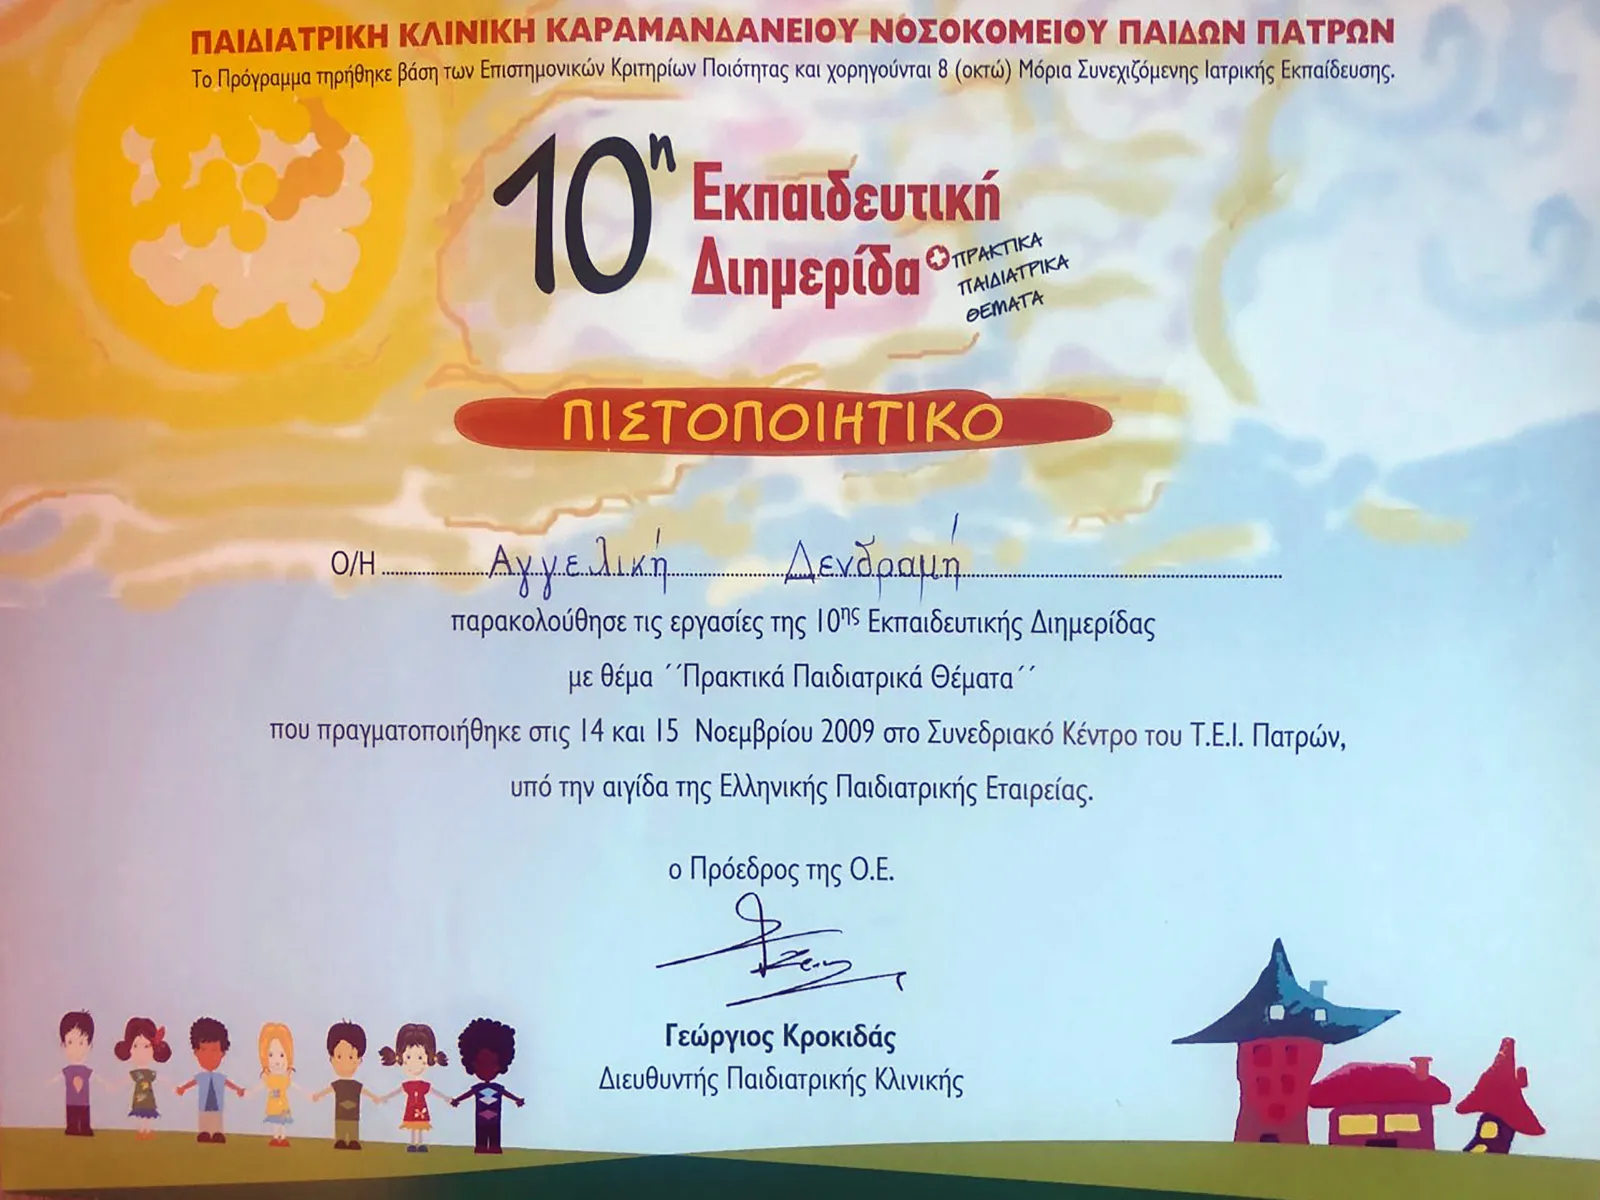 ΠΑΙΔΙΑΤΡΙΚΗ ΚΛΙΝΙΚΗ ΚΑΡΑΜΑΝΔΑΝΕΙΟΥ ΝΟΣΟΚΟΜΕΙΟΥ ΠΑΙΔΩΝ ΠΑΤΡΩΝ
Το Πρόγραμμα τηρήθηκε βάση των Επιστημονικών Κριτηρίων Ποιότητας και χορηγούνται 8 (οκτώ) Μόρια Συνεχιζόμενης Ιατρικής Εκπαίδευσης.
10η Εκπαιδευτική
Διημερίδα
ΠΡΑΚΤΙΚΑ
ΠΑΙΔΙΑΤΡΙΚΑ
ΘΕΜΑΤΑ
ΠΙΣΤΟΠΟΙΗΤΙΚΟ
Ο/Η Αγγελική Δενδραμή
παρακολούθησε τις εργασίες της 10ης Εκπαιδευτικής Διημερίδας
με θέμα ´´Πρακτικά Παιδιατρικά Θέματα´´
που πραγματοποιήθηκε στις 14 και 15 Νοεμβρίου 2009 στο Συνεδριακό Κέντρο του Τ.Ε.Ι. Πατρών,
υπό την αιγίδα της Ελληνικής Παιδιατρικής Εταιρείας.
ο Πρόεδρος της Ο.Ε.
Γεώργιος Κροκιδάς
Διευθυντής Παιδιατρικής Κλινικής